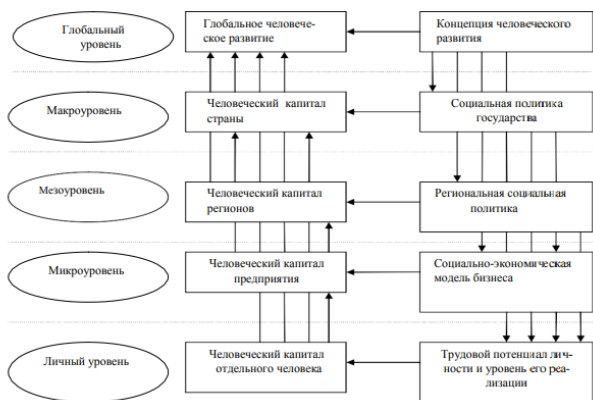 Глобальный
уровень
Глобальное человече-
ское развитие
Концепция человеческого
развития
Макроуровень
Человеческий капитал
страны
Социальная политика
государства
Мезоуровень
Человеческий капитал
регионов
Региональная социальная
политика
Микроуровень
Человеческий капитал
предприятия
Социально-экономическая
модель бизнеса
Личный уровень
Человеческий капитал
отдельного человека
Трудовой потенциал лич-
ности и уровень его реа-
лизации